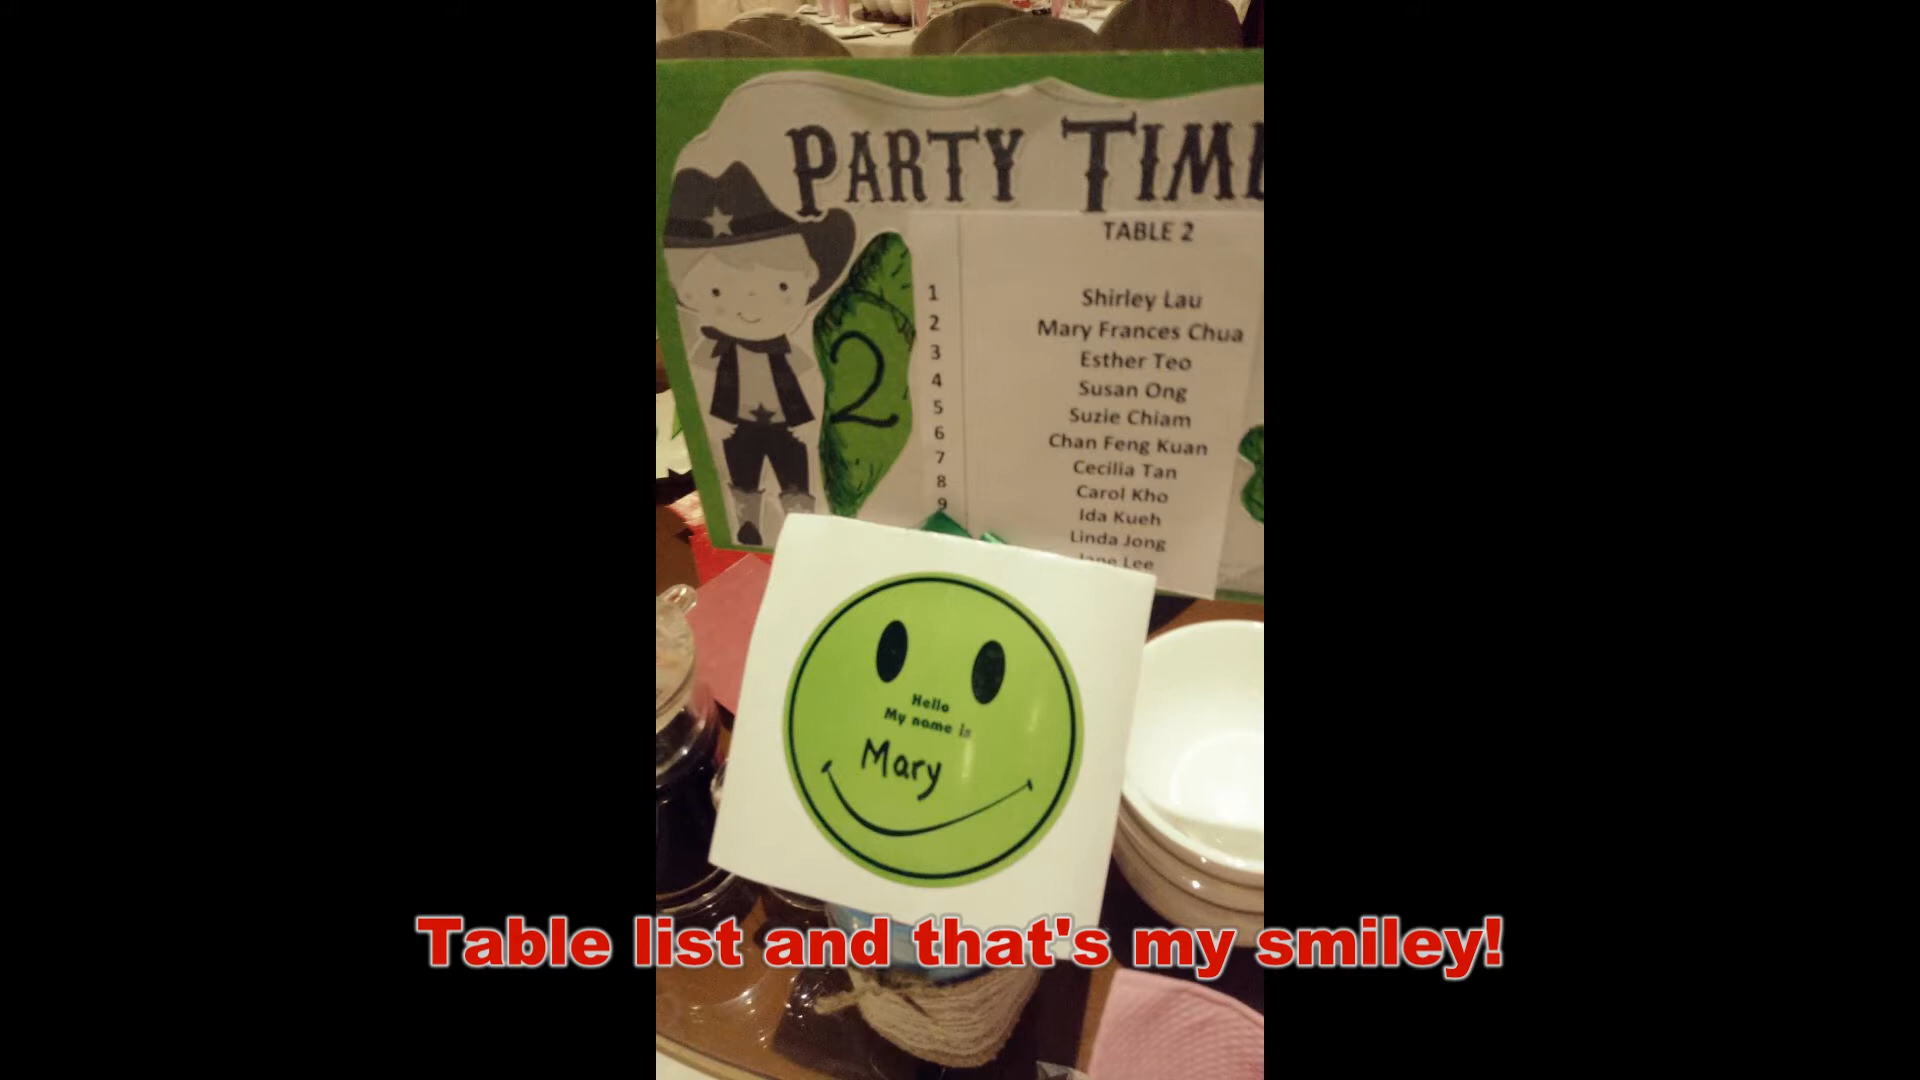 PARTY TIME
TABLE 2
1 Shirley Lau
2 Mary Frances Chua
3 Esther Teo
4 Susan Ong
5 Suzie Chiam
6 Chan Feng Kuan
7 Cecilia Tan
8 Carol Kho
9 Ida Kueh
Linda Jong
Lee
2
Hello
My name is
Mary
Table list and that's my smiley!